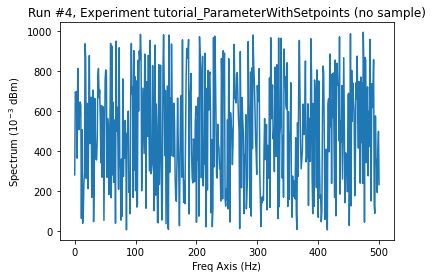 Run #4, Experiment tutorial_ParameterWithSetpoints (no sample)
1000
800
600
400
200
0
Spectrum (10⁻³ dBm)
0 100 200 300 400 500
Freq Axis (Hz)